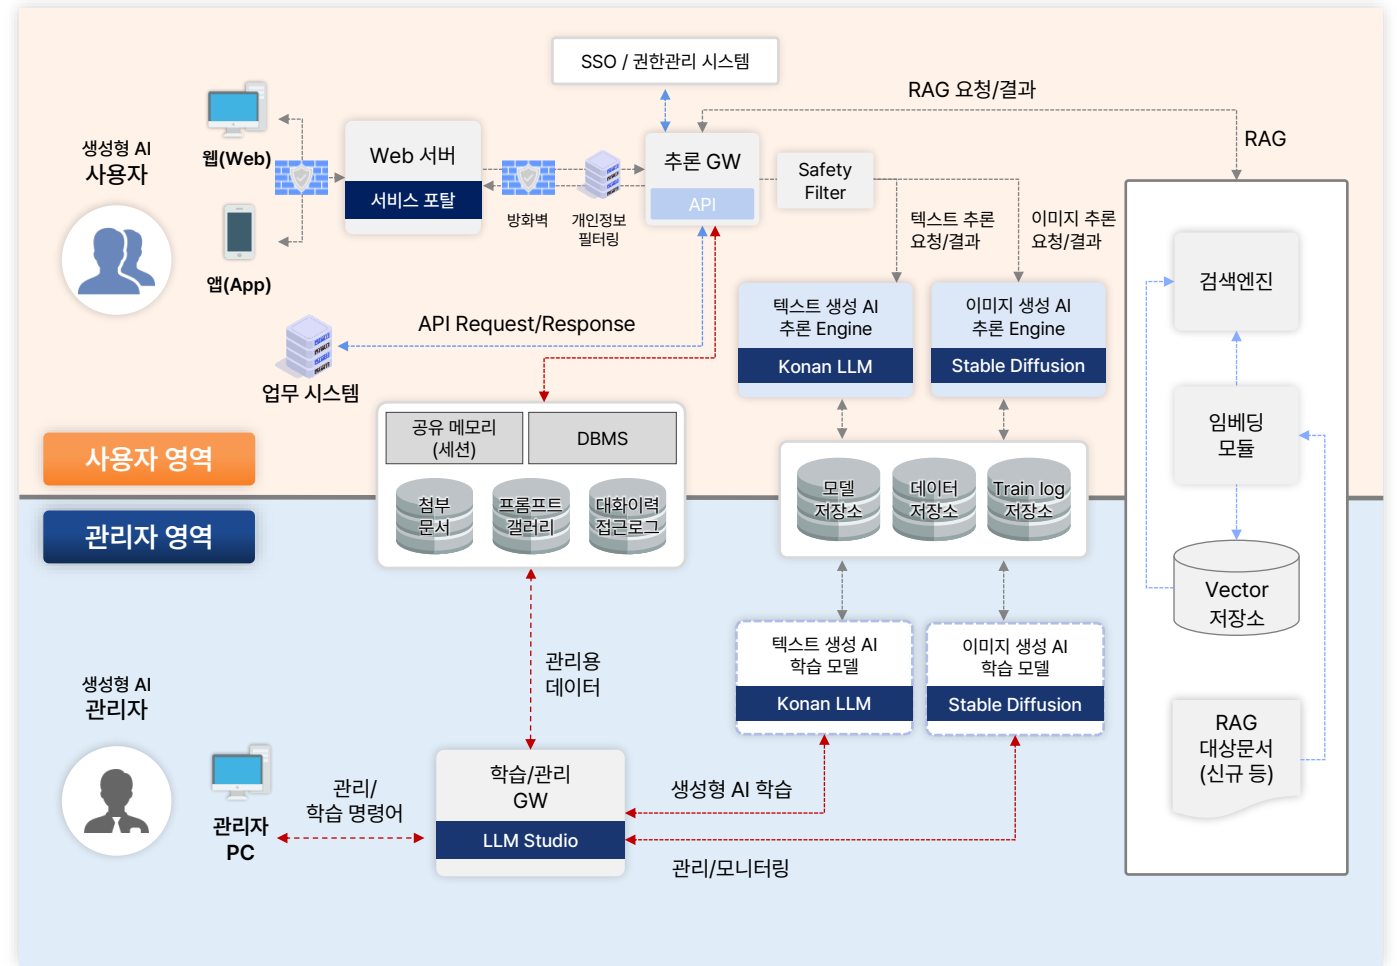 SSO / 권한관리 시스템
RAG 요청/결과
RAG
생성형 AI
사용자
웹(Web)
앱(App)
Web 서버
서비스 포탈
방화벽
개인정보
필터링
추론 GW
API
Safety
Filter
텍스트 추론
요청/결과
이미지 추론
요청/결과
API Request/Response
업무 시스템
텍스트 생성 AI
추론 Engine
Konan LLM
이미지 생성 AI
추론 Engine
Stable Diffusion
검색엔진
임베딩
모듈
Vector
저장소
RAG
대상문서
(신규 등)
공유 메모리
(세션)
DBMS
첨부
문서
프롬프트
갤러리
대화이력
접근로그
모델
저장소
데이터
저장소
Train log
저장소
사용자 영역
관리자 영역
관리용
데이터
텍스트 생성 AI
학습 모델
Konan LLM
이미지 생성 AI
학습 모델
Stable Diffusion
생성형 AI
관리자
관리자
PC
관리/
학습 명령어
학습/관리
GW
LLM Studio
생성형 AI 학습
관리/모니터링